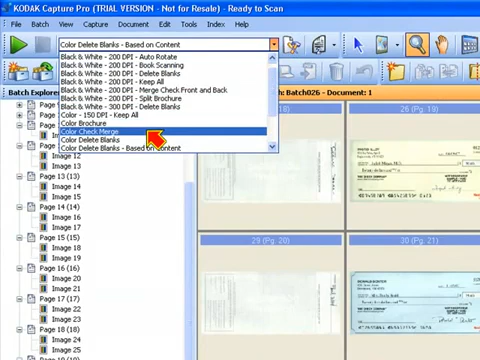 KODAK Capture Pro (TRIAL VERSION - Not for Resale) - Ready to Scan
File Batch Capture Document Edit Tools Index Help
Color Delete Blanks - Based on Content
Black & White - 200 DPI - Auto Rotate
Black & White - 200 DPI - Book Scanning
Black & White - 200 DPI - Delete Blanks
Black & White - 200 DPI - Keep All
Black & White - 200 DPI - Merge Check Front and Back
Black & White - 200 DPI - Split Brochure
Black & White - 300 DPI - Delete Blanks
Color - 150 DPI - Keep All
Color Brochure
Color Check Merge
Color Delete Blanks
Color Delete Blanks - Based on Content
Batch Explorer
Batch026 - Document: 1
Page
Page
Page
Image 12
Page 13 (13)
Image 14
Image 15
Page 14 (14)
Image 16
Image 17
Page 15 (15)
Image 18
Image 19
Page 16 (16)
Image 20
Image 21
Page 17 (17)
Image 22
Image 23
Page 18 (18)
Image 24
Image 25
26 (Pg. 19)
29 (Pg. 20)
30 (Pg. 21)